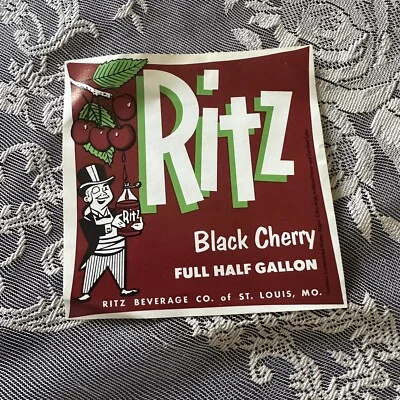 Ritz
Ritz
Black Cherry
FULL HALF GALLON
RITZ BEVERAGE CO. of ST. LOUIS, MO.